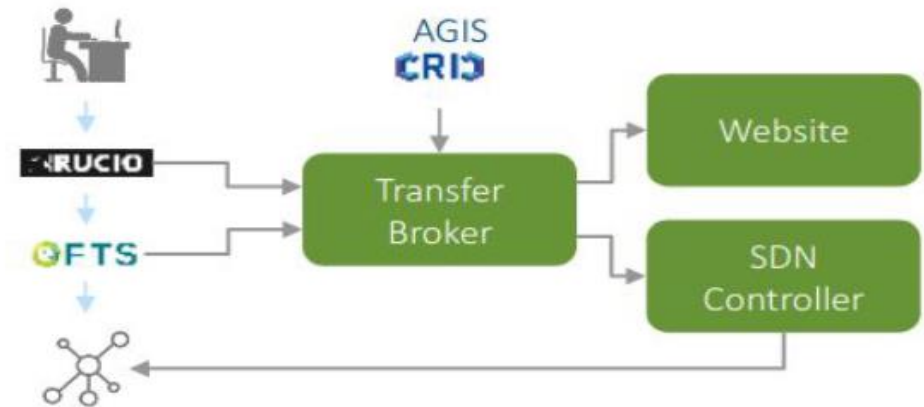 AGIS
CRIC
RUCIO
FTS
Transfer
Broker
Website
SDN
Controller